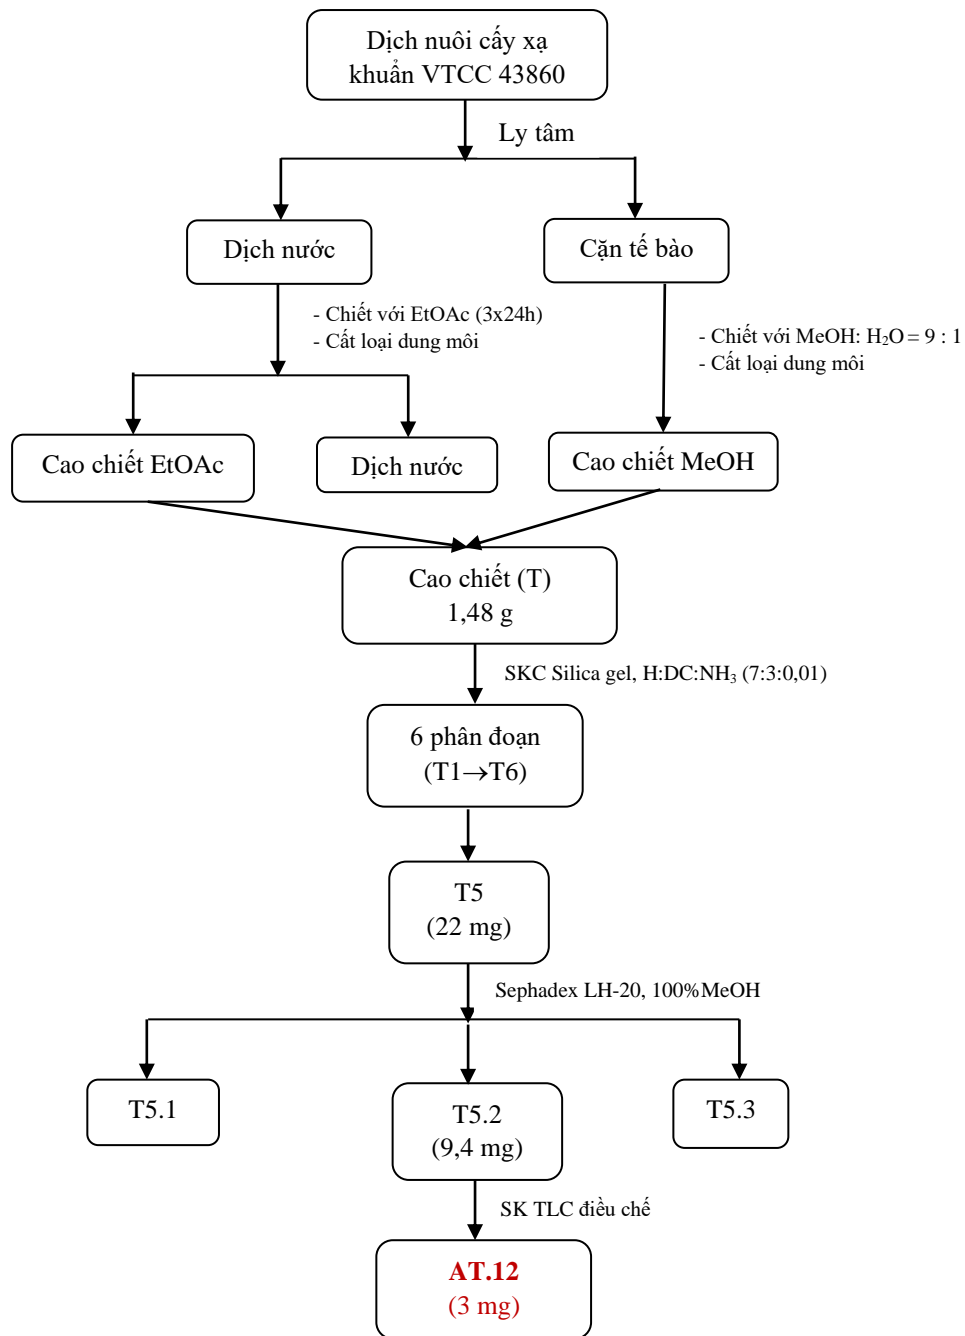 Dịch nuôi cấy xạ
khuẩn VTCC 43860
Ly tâm
Dịch nước
Cặn tế bào
- Chiết với EtOAc (3x24h)
- Cất loại dung môi
- Chiết với MeOH: H₂O = 9 : 1
- Cất loại dung môi
Cao chiết EtOAc
Dịch nước
Cao chiết MeOH
Cao chiết (T)
1,48 g
SKC Silica gel, H:DC:NH₃ (7:3:0,01)
6 phân đoạn
(T1→T6)
T5
(22 mg)
Sephadex LH-20, 100%MeOH
T5.1
T5.2
(9,4 mg)
T5.3
SK TLC điều chế
AT.12
(3 mg)